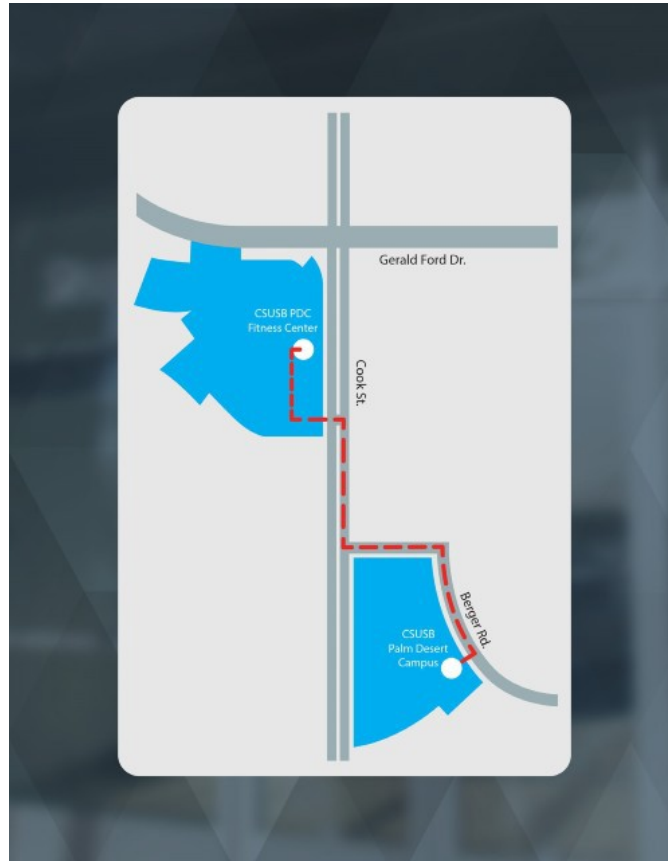 Gerald Ford Dr.
CSUSB PDC
Fitness Center
Cook St.
Berger Rd.
CSUSB
Palm Desert
Campus